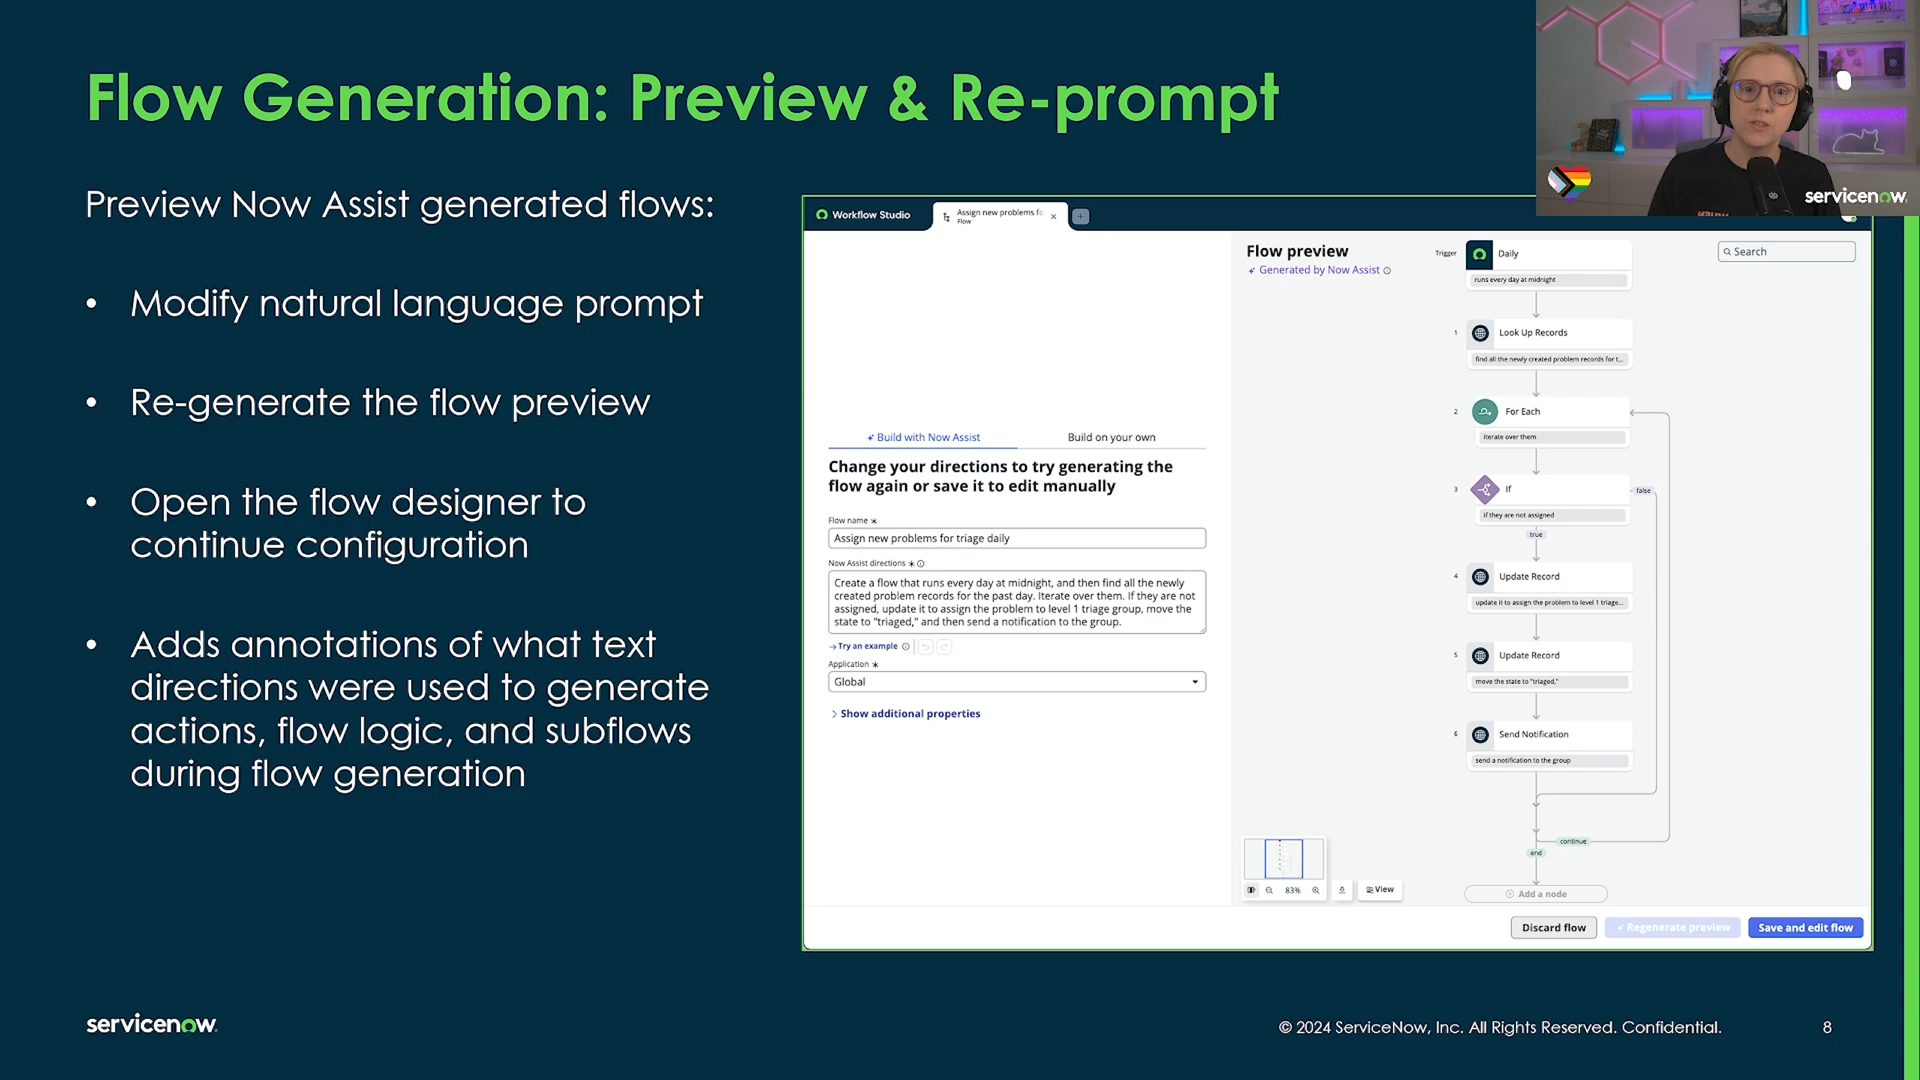 Flow Generation: Preview & Re-prompt
servicenow
Preview Now Assist generated flows:
• Modify natural language prompt
• Re-generate the flow preview
• Open the flow designer to
continue configuration
• Adds annotations of what text
directions were used to generate
actions, flow logic, and subflows
during flow generation
Workflow Studio
Assign new problems fo
Flow
Build with Now Assist
Build on your own
Change your directions to try generating the
flow again or save it to edit manually
Flow name *
Assign new problems for triage daily
Now Assist directions *
Create a flow that runs every day at midnight, and then find all the newly
created problem records for the past day. Iterate over them. If they are not
assigned, update it to assign the problem to level 1 triage group, move the
state to "triaged," and then send a notification to the group.
Try an example
Application *
Global
Show additional properties
Flow preview
Generated by Now Assist
Search
Trigger
Daily
runs every day at midnight
1
Look Up Records
find all the newly created problem records for t...
2
For Each
iterate over them
3
If
false
if they are not assigned
true
4
Update Record
update it to assign the problem to level 1 triage...
5
Update Record
move the state to "triaged,"
6
Send Notification
send a notification to the group
continue
end
Add a node
83%
View
Discard flow
Regenerate preview
Save and edit flow
servicenow
© 2024 ServiceNow, Inc. All Rights Reserved. Confidential.
8